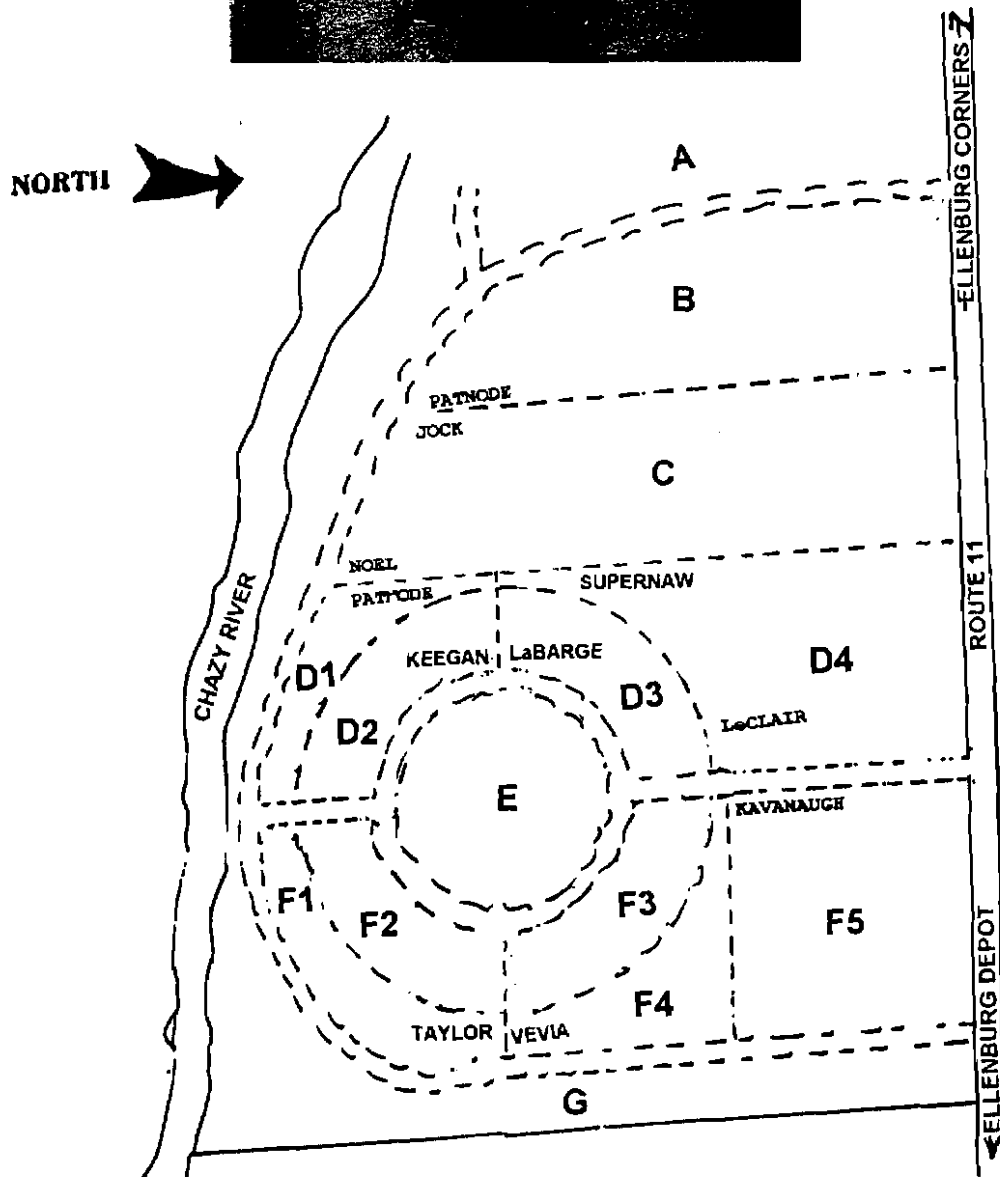 NORTH
A
ELLENBURG CORNERS
B
PATNODE
JOCK
C
NOEL
PATNODE
SUPERNAW
ROUTE 11
CHAZY RIVER
KEEGAN
LaBARGE
D1
D2
D3
D4
LeCLAIR
E
KAVANAUGH
F1
F2
F3
F4
F5
TAYLOR
VEVIA
G
ELLENBURG DEPOT